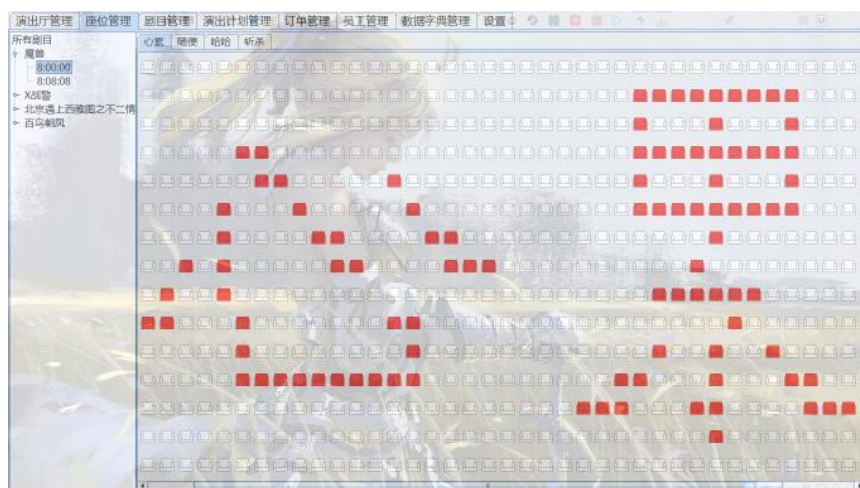 演出厅管理 座位管理 剧目管理 演出计划管理 订单管理 员工管理 数据字典管理 设置
所有剧目
魔兽
8:00:00
8:08:08
X战警
北京遇上西雅图之不二情
百鸟朝凤
心累 随便 哈哈 斩杀
心累